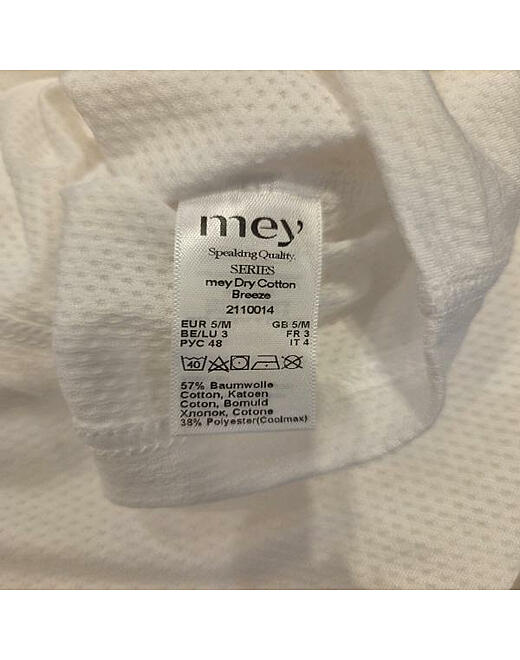 mey
Speaking Quality.
SERIES
mey Dry Cotton
Breeze
2110014
EUR 5/M GB 5/M
BE/LU 3 FR 3
РУС 48 IT 4
40
57% Baumwolle
Cotton, Katoen
Coton, Bomuld
Хлопок, Cotone
38% Polyester(Coolmax)